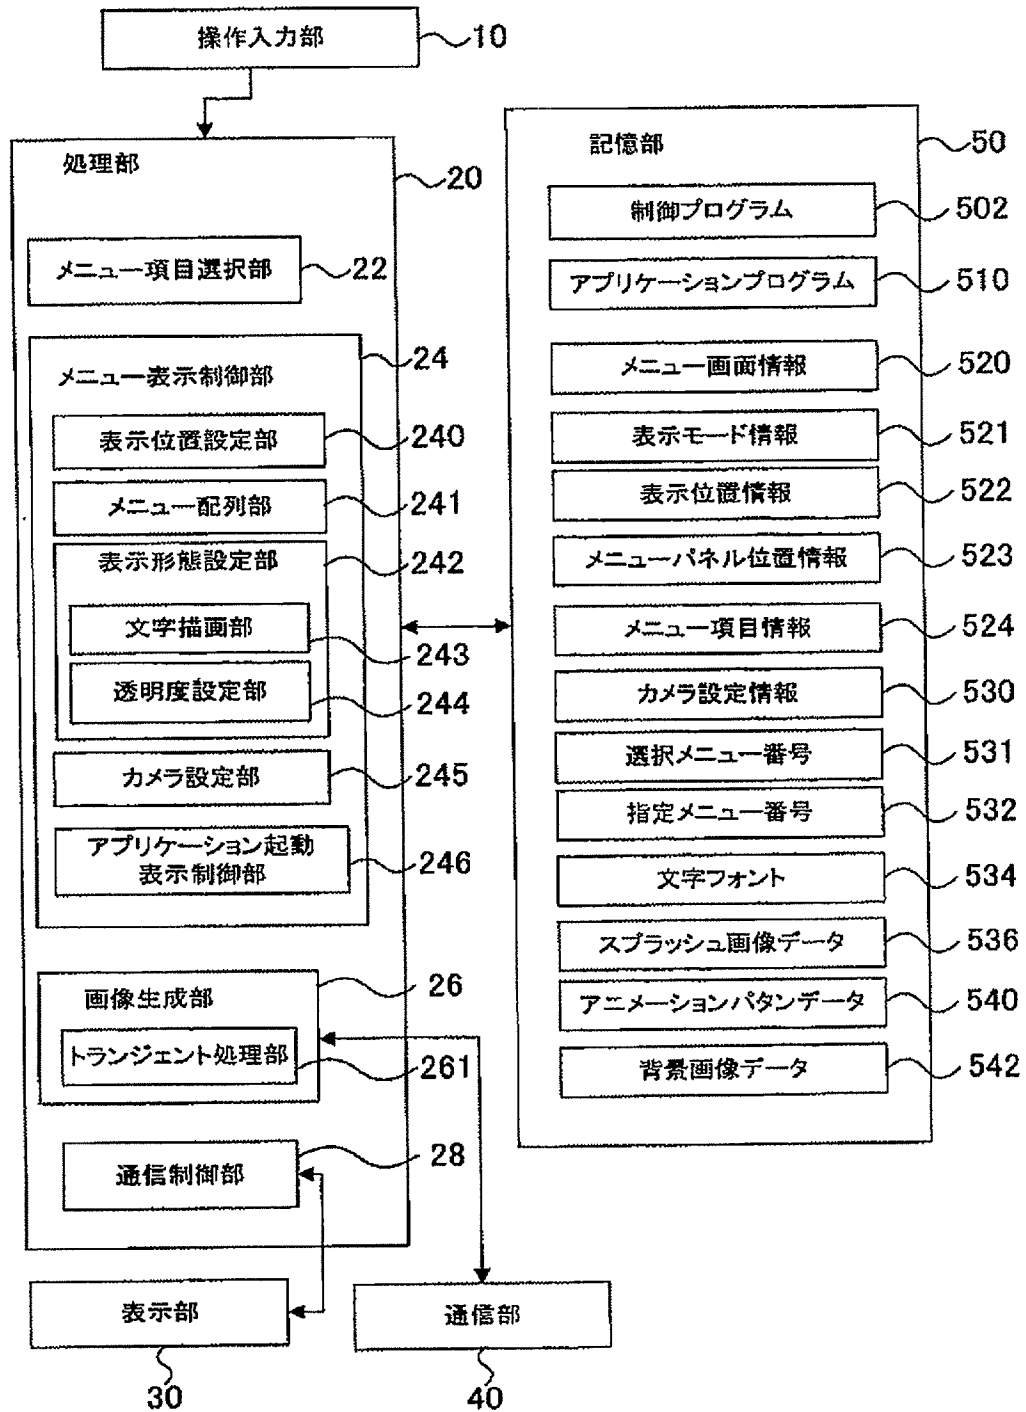 操作入力部
10
処理部
20
メニュー項目選択部
22
24
メニュー表示制御部
表示位置設定部
240
メニュー配列部
241
表示形態設定部
242
文字描画部
243
透明度設定部
244
カメラ設定部
245
アプリケーション起動
表示制御部
246
画像生成部
26
トランジェント処理部
261
通信制御部
28
表示部
30
通信部
40
記憶部
50
制御プログラム
502
アプリケーションプログラム
510
メニュー画面情報
520
表示モード情報
521
表示位置情報
522
メニューパネル位置情報
523
メニュー項目情報
524
カメラ設定情報
530
選択メニュー番号
531
指定メニュー番号
532
文字フォント
534
スプラッシュ画像データ
536
アニメーションパタンデータ
540
背景画像データ
542